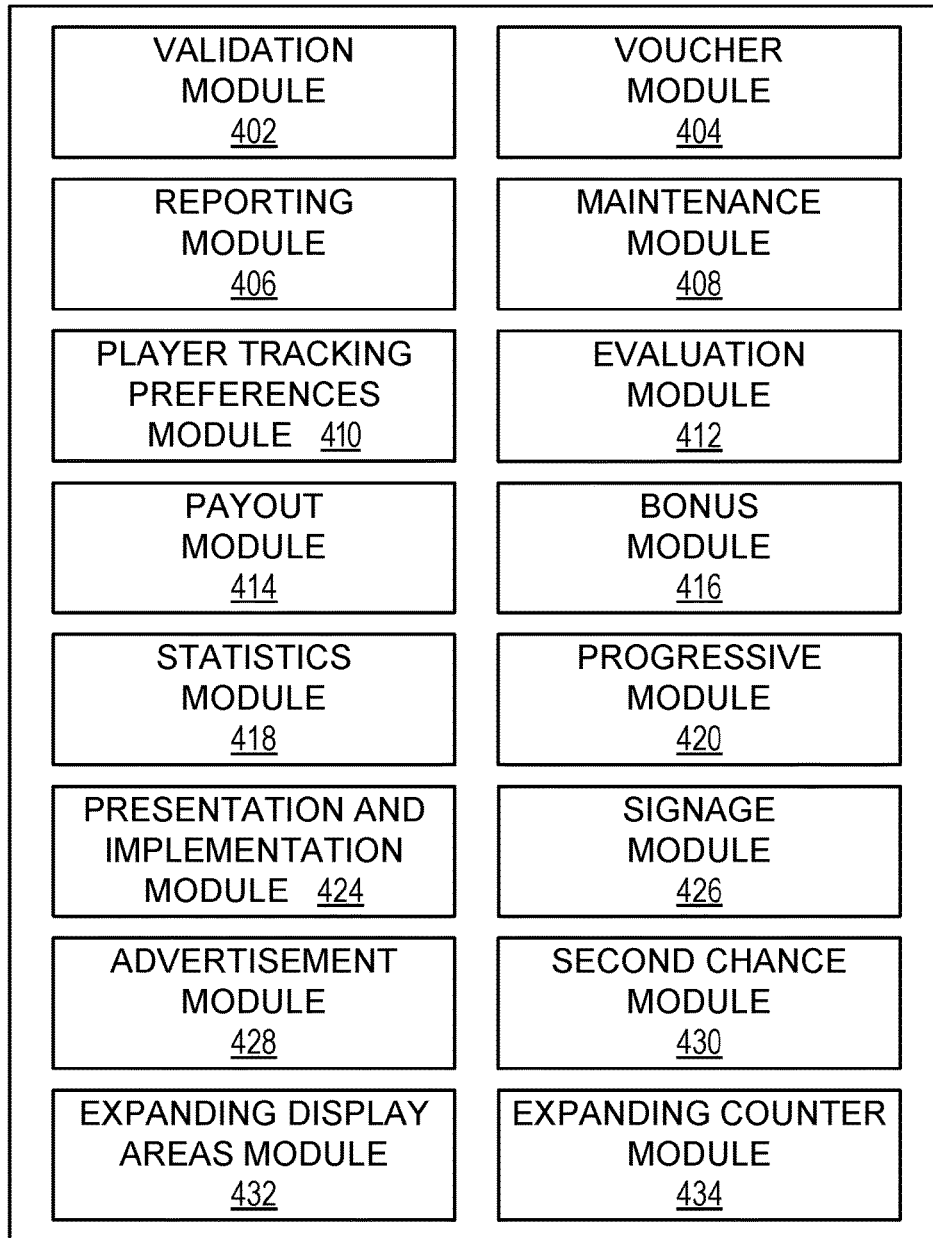 VALIDATION
MODULE
402
VOUCHER
MODULE
404
REPORTING
MODULE
406
MAINTENANCE
MODULE
408
PLAYER TRACKING
PREFERENCES
MODULE 410
EVALUATION
MODULE
412
PAYOUT
MODULE
414
BONUS
MODULE
416
STATISTICS
MODULE
418
PROGRESSIVE
MODULE
420
PRESENTATION AND
IMPLEMENTATION
MODULE 424
SIGNAGE
MODULE
426
ADVERTISEMENT
MODULE
428
SECOND CHANCE
MODULE
430
EXPANDING DISPLAY
AREAS MODULE
432
EXPANDING COUNTER
MODULE
434